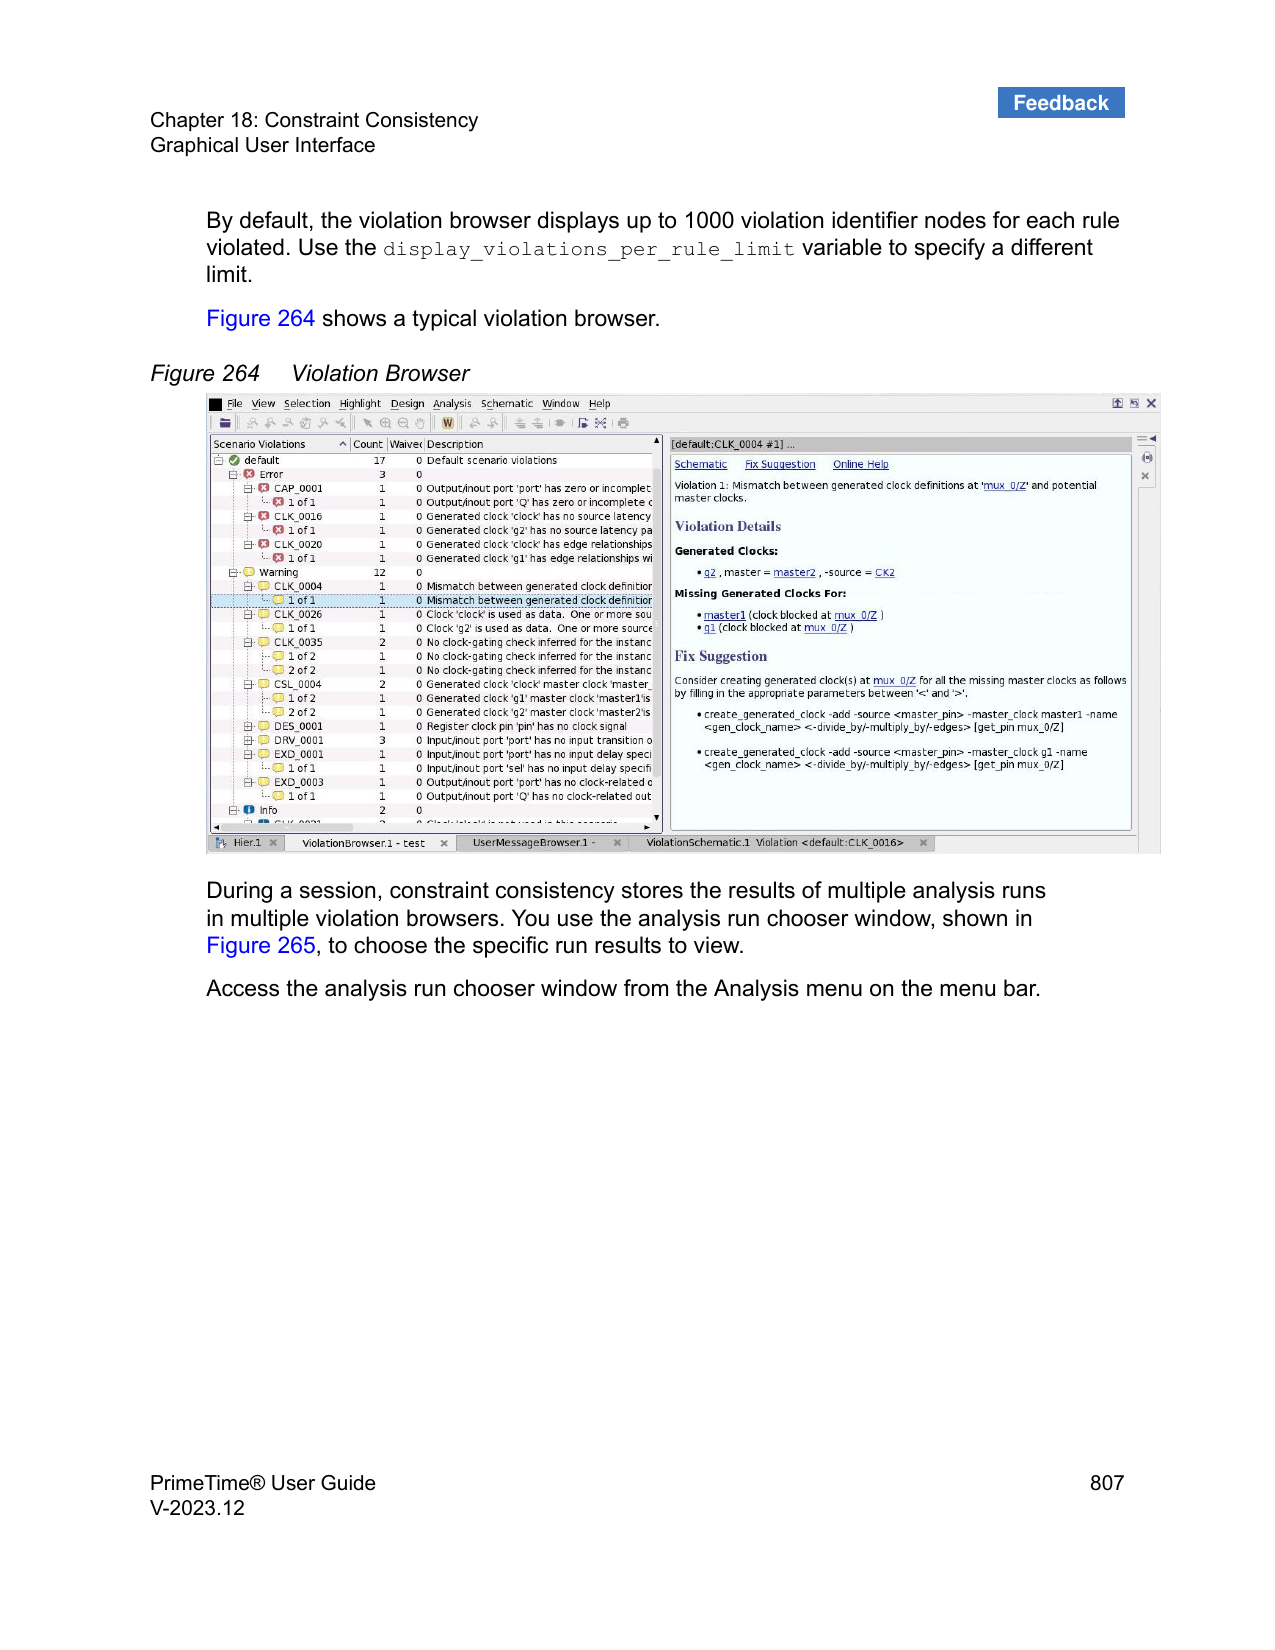 Feedback
Chapter 18: Constraint Consistency
Graphical User Interface
By default, the violation browser displays up to 1000 violation identifier nodes for each rule
violated. Use the display_violations_per_rule_limit variable to specify a different
limit.
Figure 264 shows a typical violation browser.
Figure 264 Violation Browser
File View Selection Highlight Design Analysis Schematic Window Help
W
Scenario Violations Count Waivec Description
default 17 0 Default scenario violations
Error 3 0
CAP_0001 1 0 Output/inout port 'port' has zero or incomplet
1 of 1 1 0 Output/inout port 'Q' has zero or incomplete c
CLK_0016 1 0 Generated clock 'clock' has no source latency
1 of 1 1 0 Generated clock 'g2' has no source latency pa
CLK_0020 1 0 Generated clock 'clock' has edge relationships
1 of 1 1 0 Generated clock 'g1' has edge relationships wi
Warning 12 0
CLK_0004 1 0 Mismatch between generated clock definition
1 of 1 1 0 Mismatch between generated clock definition
CLK_0026 1 0 Clock 'clock' is used as data. One or more sou
1 of 1 1 0 Clock 'g2' is used as data. One or more source
CLK_0035 2 0 No clock-gating check inferred for the instanc
1 of 2 1 0 No clock-gating check inferred for the instanc
2 of 2 1 0 No clock-gating check inferred for the instanc
CSL_0004 2 0 Generated clock 'clock' master clock 'master_
1 of 2 1 0 Generated clock 'g1' master clock 'master1'is
2 of 2 1 0 Generated clock 'g2' master clock 'master2'is
DES_0001 1 0 Register clock pin 'pin' has no clock signal
DRV_0001 3 0 Input/inout port 'port' has no input transition o
EXD_0001 1 0 Input/inout port 'port' has no input delay speci
1 of 1 1 0 Input/inout port 'sel' has no input delay specifi
EXD_0003 1 0 Output/inout port 'port' has no clock-related o
1 of 1 1 0 Output/inout port 'Q' has no clock-related out
Info 2 0
[default:CLK_0004 #1] ...
Schematic Fix Suggestion Online Help
Violation 1: Mismatch between generated clock definitions at 'mux_0/Z' and potential
master clocks.
Violation Details
Generated Clocks:
• g2 , master = master2 , -source = CK2
Missing Generated Clocks For:
• master1 (clock blocked at mux_0/Z )
• g1 (clock blocked at mux_0/Z )
Fix Suggestion
Consider creating generated clock(s) at mux_0/Z for all the missing master clocks as follows
by filling in the appropriate parameters between '<' and '>'.
• create_generated_clock -add -source <master_pin> -master_clock master1 -name
<gen_clock_name> <-divide_by/-multiply_by/-edges> [get_pin mux_0/Z]
• create_generated_clock -add -source <master_pin> -master_clock g1 -name
<gen_clock_name> <-divide_by/-multiply_by/-edges> [get_pin mux_0/Z]
Hier.1 ViolationBrowser.1 - test UserMessageBrowser.1 - ViolationSchematic.1 Violation <default:CLK_0016>
During a session, constraint consistency stores the results of multiple analysis runs
in multiple violation browsers. You use the analysis run chooser window, shown in
Figure 265, to choose the specific run results to view.
Access the analysis run chooser window from the Analysis menu on the menu bar.
PrimeTime® User Guide 807
V-2023.12